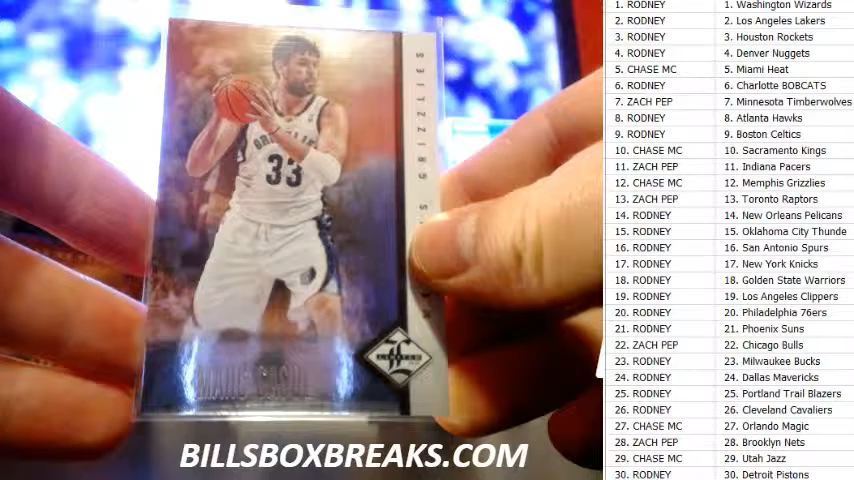 GRIZZLIES
33
LIMITED
BILLSBOXBREAKS.COM
1. RODNEY 1. Washington Wizards
2. RODNEY 2. Los Angeles Lakers
3. RODNEY 3. Houston Rockets
4. RODNEY 4. Denver Nuggets
5. CHASE MC 5. Miami Heat
6. RODNEY 6. Charlotte BOBCATS
7. ZACH PEP 7. Minnesota Timberwolves
8. RODNEY 8. Atlanta Hawks
9. RODNEY 9. Boston Celtics
10. CHASE MC 10. Sacramento Kings
11. ZACH PEP 11. Indiana Pacers
12. CHASE MC 12. Memphis Grizzlies
13. ZACH PEP 13. Toronto Raptors
14. RODNEY 14. New Orleans Pelicans
15. RODNEY 15. Oklahoma City Thunde
16. RODNEY 16. San Antonio Spurs
17. RODNEY 17. New York Knicks
18. RODNEY 18. Golden State Warriors
19. RODNEY 19. Los Angeles Clippers
20. RODNEY 20. Philadelphia 76ers
21. RODNEY 21. Phoenix Suns
22. ZACH PEP 22. Chicago Bulls
23. RODNEY 23. Milwaukee Bucks
24. RODNEY 24. Dallas Mavericks
25. RODNEY 25. Portland Trail Blazers
26. RODNEY 26. Cleveland Cavaliers
27. CHASE MC 27. Orlando Magic
28. ZACH PEP 28. Brooklyn Nets
29. CHASE MC 29. Utah Jazz
30. RODNEY 30. Detroit Pistons